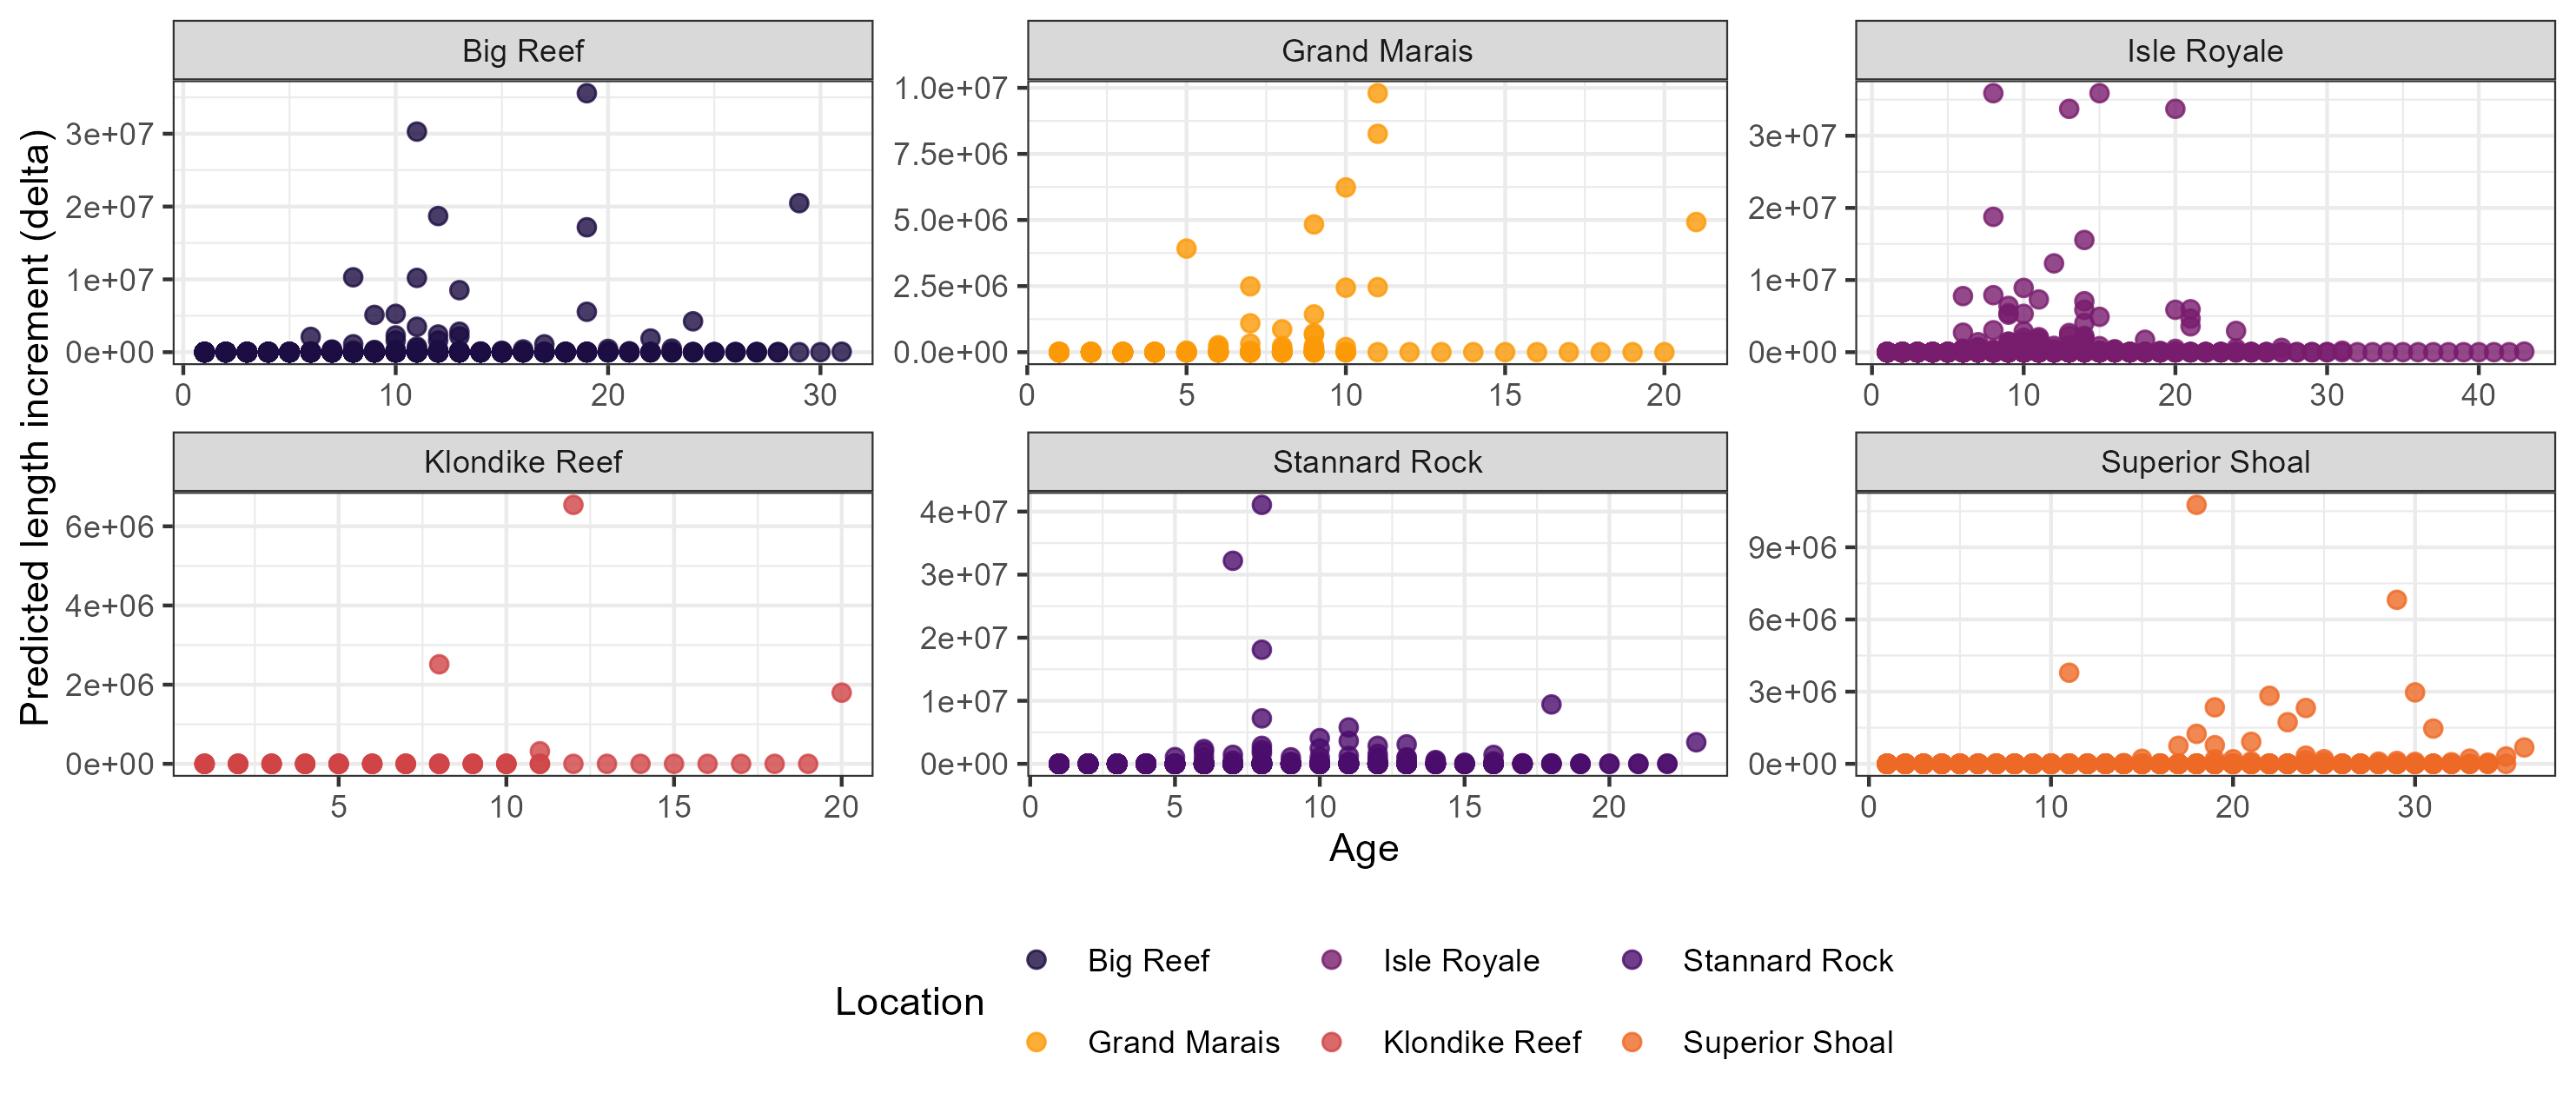 Big Reef
Grand Marais
Isle Royale
Predicted length increment (delta)
3e+07
2e+07
1e+07
0e+00
0 10 20 30
1.0e+07
7.5e+06
5.0e+06
2.5e+06
0.0e+00
0 5 10 15 20
3e+07
2e+07
1e+07
0e+00
0 10 20 30 40
Klondike Reef
Stannard Rock
Superior Shoal
6e+06
4e+06
2e+06
0e+00
5 10 15 20
4e+07
3e+07
2e+07
1e+07
0e+00
0 5 10 15 20
9e+06
6e+06
3e+06
0e+00
0 10 20 30
Age
Location
Big Reef
Isle Royale
Stannard Rock
Grand Marais
Klondike Reef
Superior Shoal